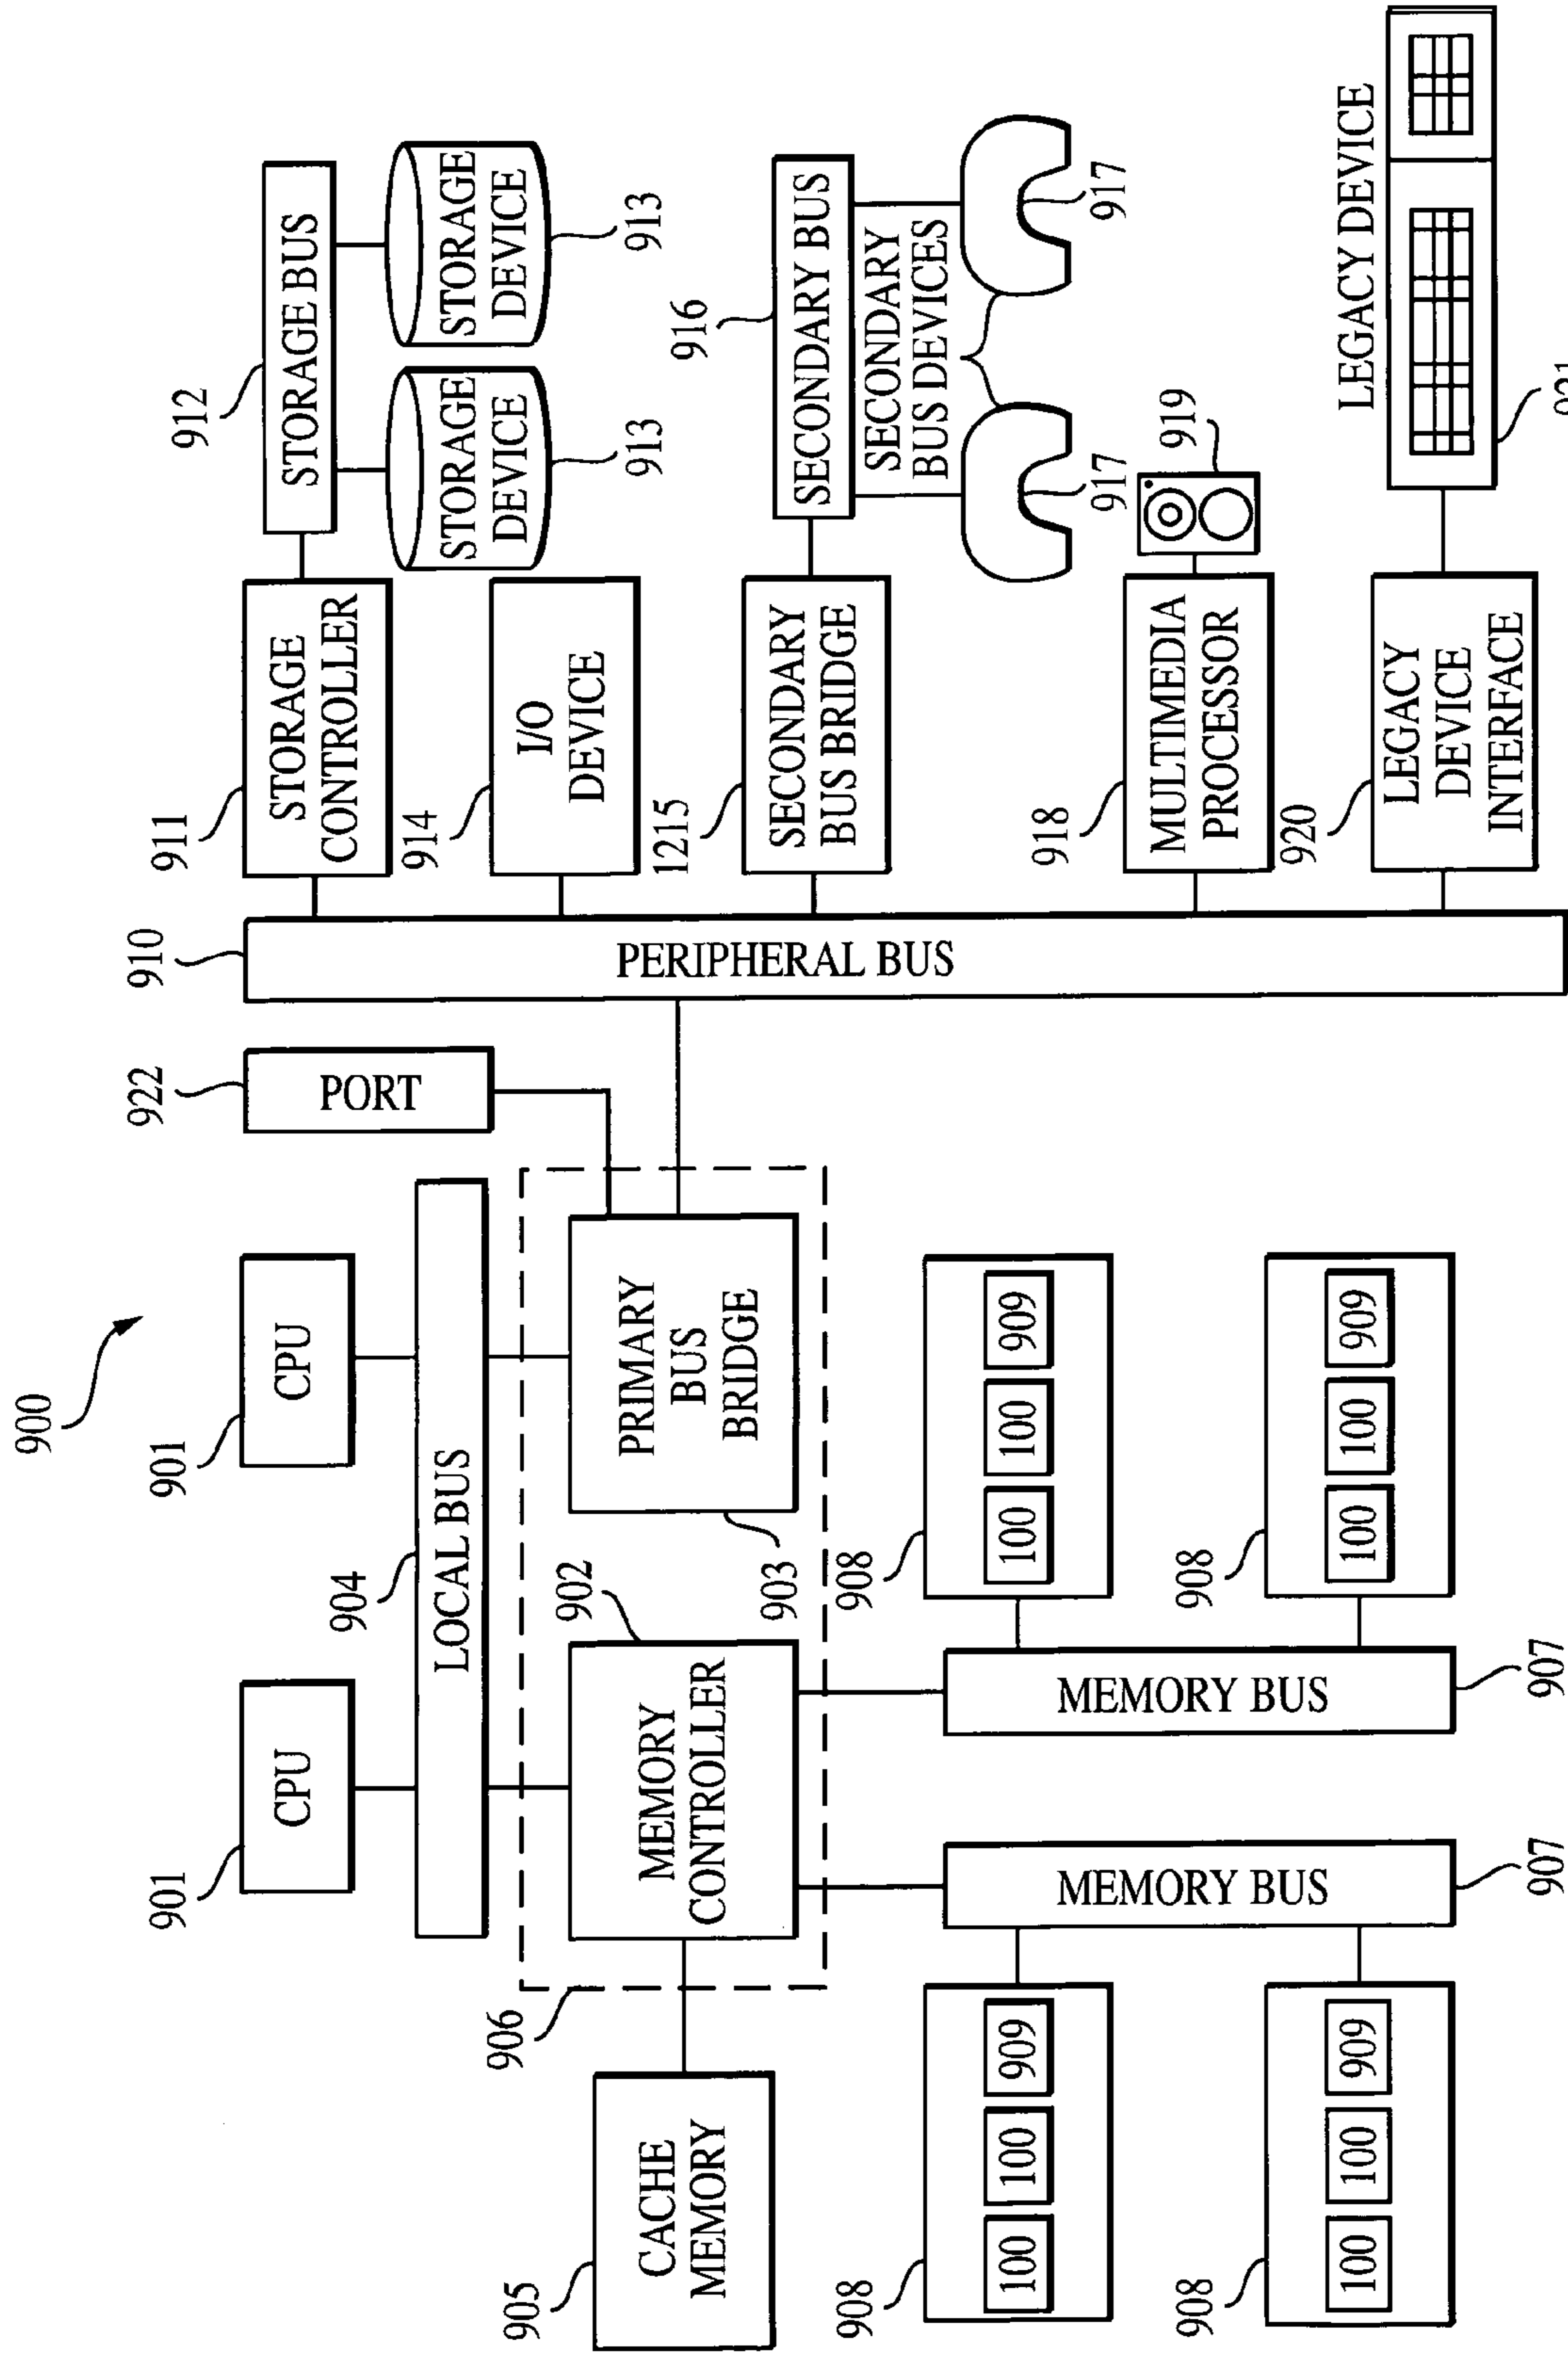 900
901
CPU
901
CPU
904
LOCAL BUS
922
PORT
910
PERIPHERAL BUS
905
CACHE
MEMORY
906
902
MEMORY
CONTROLLER
903
PRIMARY
BUS
BRIDGE
908
100
100
909
908
100
100
909
MEMORY BUS
907
MEMORY BUS
907
908
100
100
909
908
100
100
909
911
STORAGE
CONTROLLER
912
STORAGE BUS
STORAGE
DEVICE
913
STORAGE
DEVICE
913
914
I/O
DEVICE
1215
SECONDARY
BUS BRIDGE
916
SECONDARY BUS
SECONDARY
BUS DEVICES
917
917
918
MULTIMEDIA
PROCESSOR
919
920
LEGACY
DEVICE
INTERFACE
LEGACY DEVICE
921